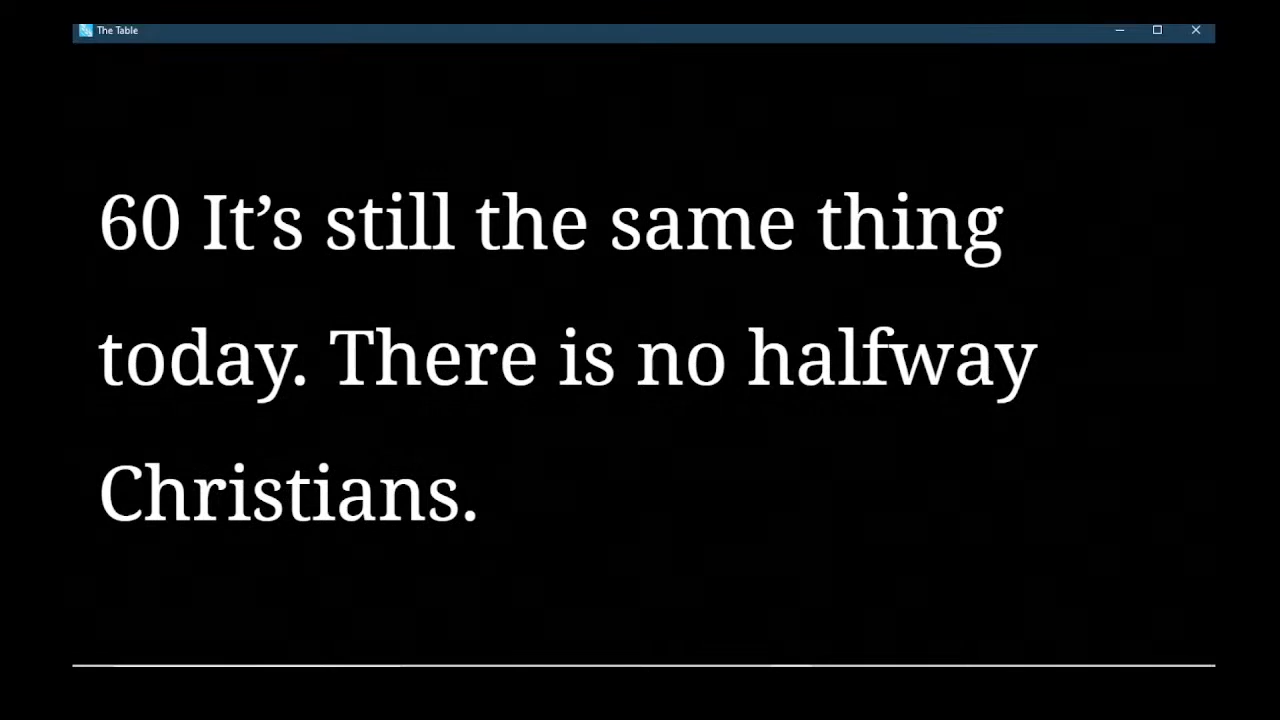 The Table
60 It’s still the same thing
today. There is no halfway
Christians.